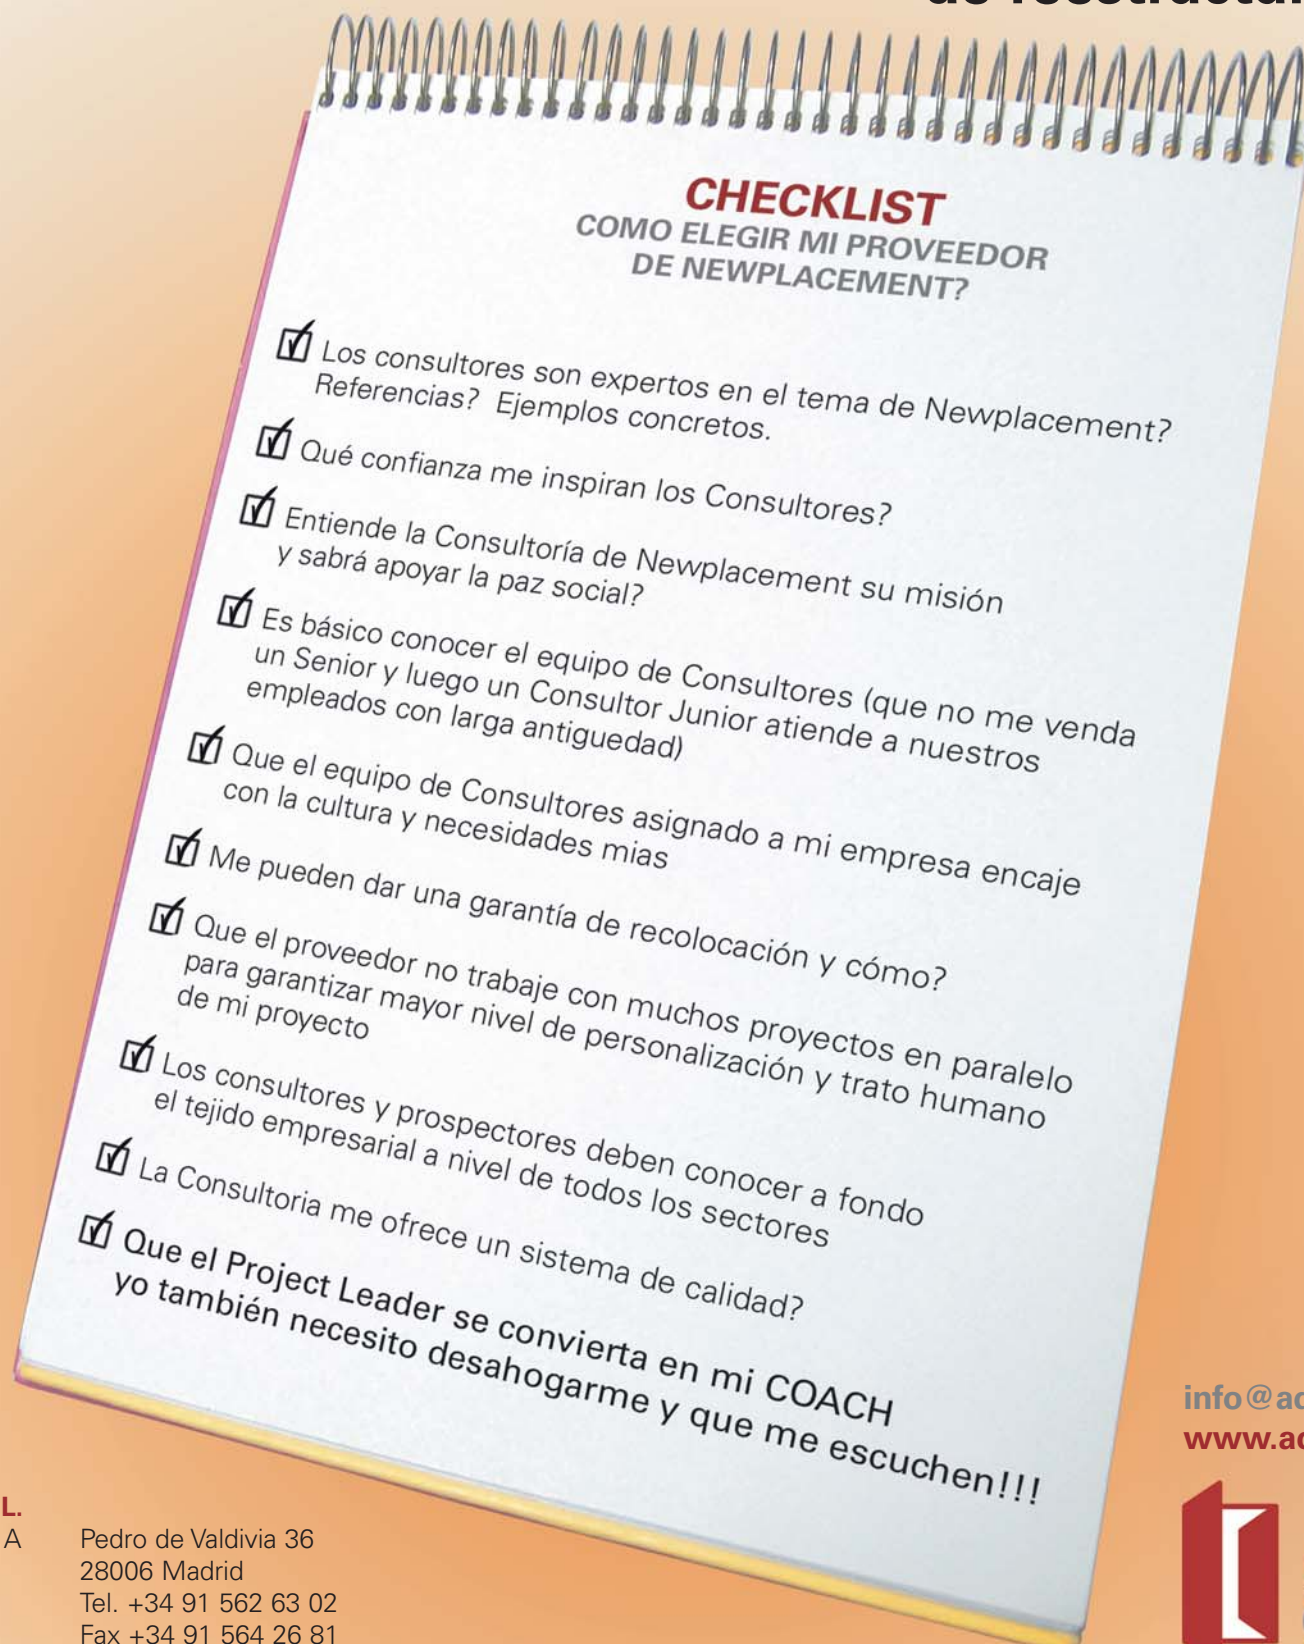 CHECKLIST
COMO ELEGIR MI PROVEEDOR
DE NEWPLACEMENT?
Los consultores son expertos en el tema de Newplacement?
Referencias? Ejemplos concretos.
Qué confianza me inspiran los Consultores?
Entiende la Consultoría de Newplacement su misión
y sabrá apoyar la paz social?
Es básico conocer el equipo de Consultores (que no me venda
un Senior y luego un Consultor Junior atiende a nuestros
empleados con larga antiguedad)
Que el equipo de Consultores asignado a mi empresa encaje
con la cultura y necesidades mias
Me pueden dar una garantía de recolocación y cómo?
Que el proveedor no trabaje con muchos proyectos en paralelo
para garantizar mayor nivel de personalización y trato humano
de mi proyecto
Los consultores y prospectores deben conocer a fondo
el tejido empresarial a nivel de todos los sectores
La Consultoria me ofrece un sistema de calidad?
Que el Project Leader se convierta en mi COACH
yo también necesito desahogarme y que me escuchen!!!
info@ad
www.ad
L.
A Pedro de Valdivia 36
28006 Madrid
Tel. +34 91 562 63 02
Fax +34 91 564 26 81